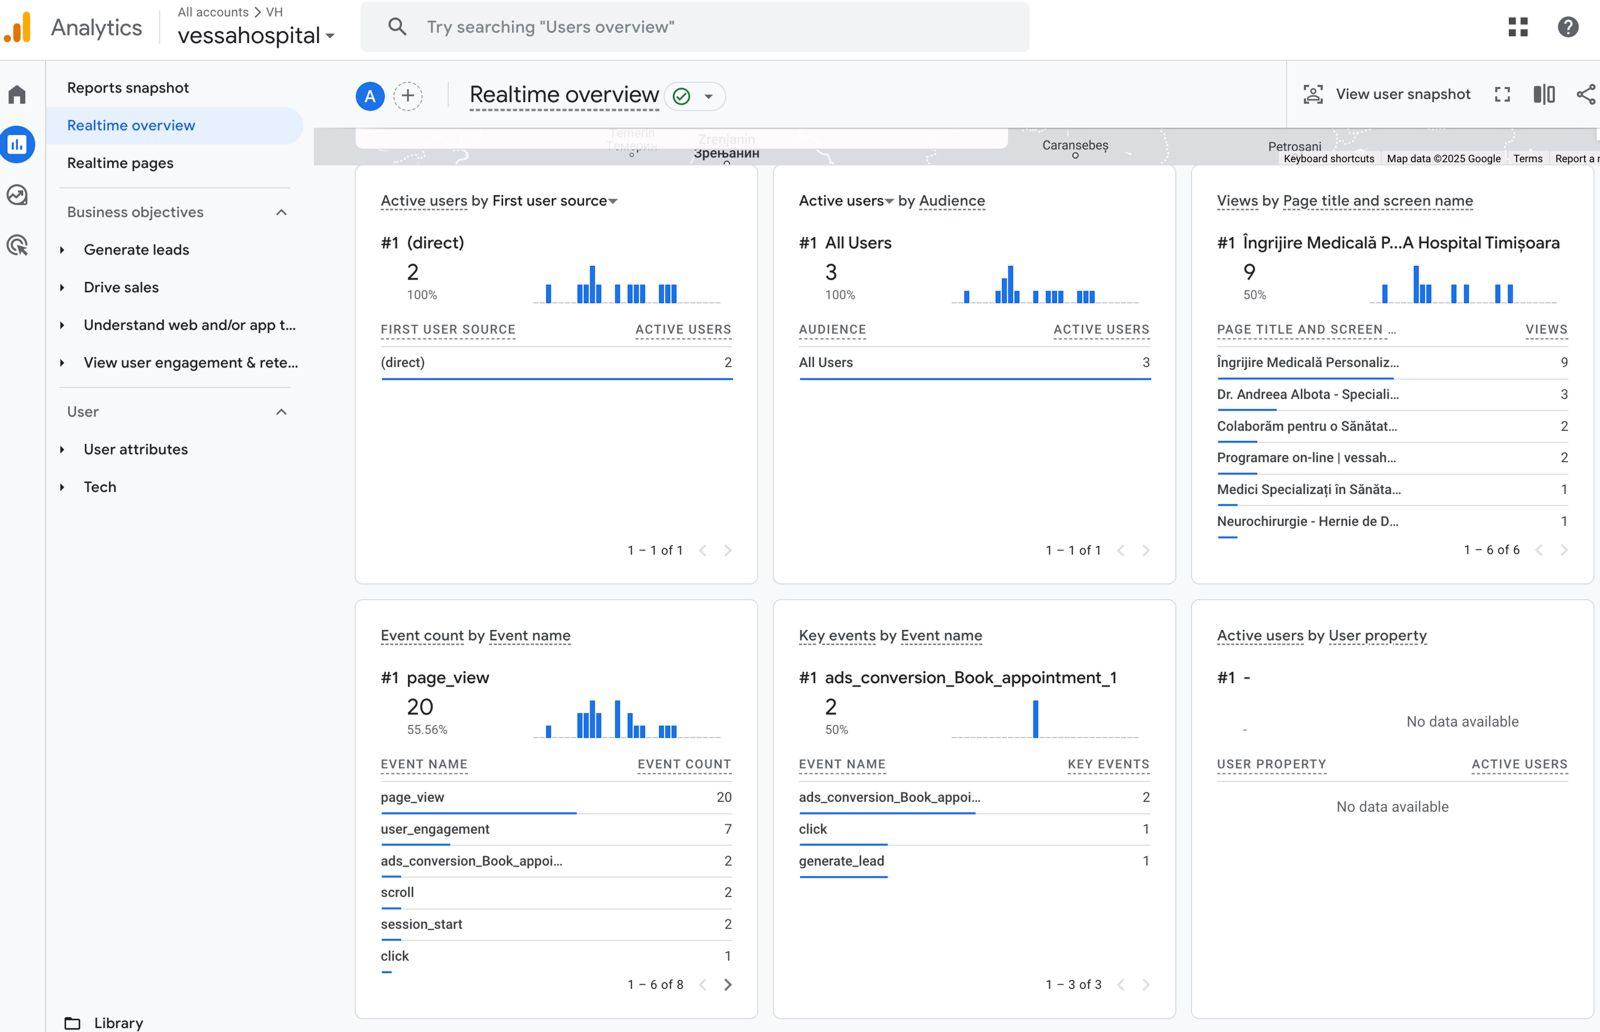 Analytics
All accounts > VH
vessahospital
Try searching "Users overview"
Reports snapshot
Realtime overview
Realtime pages
Business objectives
Generate leads
Drive sales
Understand web and/or app t...
View user engagement & rete...
User
User attributes
Tech
Library
A
Realtime overview
View user snapshot
Temerin
Темерин
Zrenjanin
Зрењанин
Caransebeș
Petroșani
Keyboard shortcuts
Map data ©2025 Google
Terms
Report a
Active users by First user source
#1 (direct)
2
100%
FIRST USER SOURCE ACTIVE USERS
(direct) 2
1 – 1 of 1
Active users by Audience
#1 All Users
3
100%
AUDIENCE ACTIVE USERS
All Users 3
1 – 1 of 1
Views by Page title and screen name
#1 Îngrijire Medicală P...A Hospital Timișoara
9
50%
PAGE TITLE AND SCREEN ... VIEWS
Îngrijire Medicală Personaliz... 9
Dr. Andreea Albota - Speciali... 3
Colaborăm pentru o Sănătat... 2
Programare on-line | vessah... 2
Medici Specializați în Sănăta... 1
Neurochirurgie - Hernie de D... 1
1 – 6 of 6
Event count by Event name
#1 page_view
20
55.56%
EVENT NAME EVENT COUNT
page_view 20
user_engagement 7
ads_conversion_Book_appoi... 2
scroll 2
session_start 2
click 1
1 – 6 of 8
Key events by Event name
#1 ads_conversion_Book_appointment_1
2
50%
EVENT NAME KEY EVENTS
ads_conversion_Book_appoi... 2
click 1
generate_lead 1
1 – 3 of 3
Active users by User property
#1 -
-
No data available
USER PROPERTY ACTIVE USERS
No data available